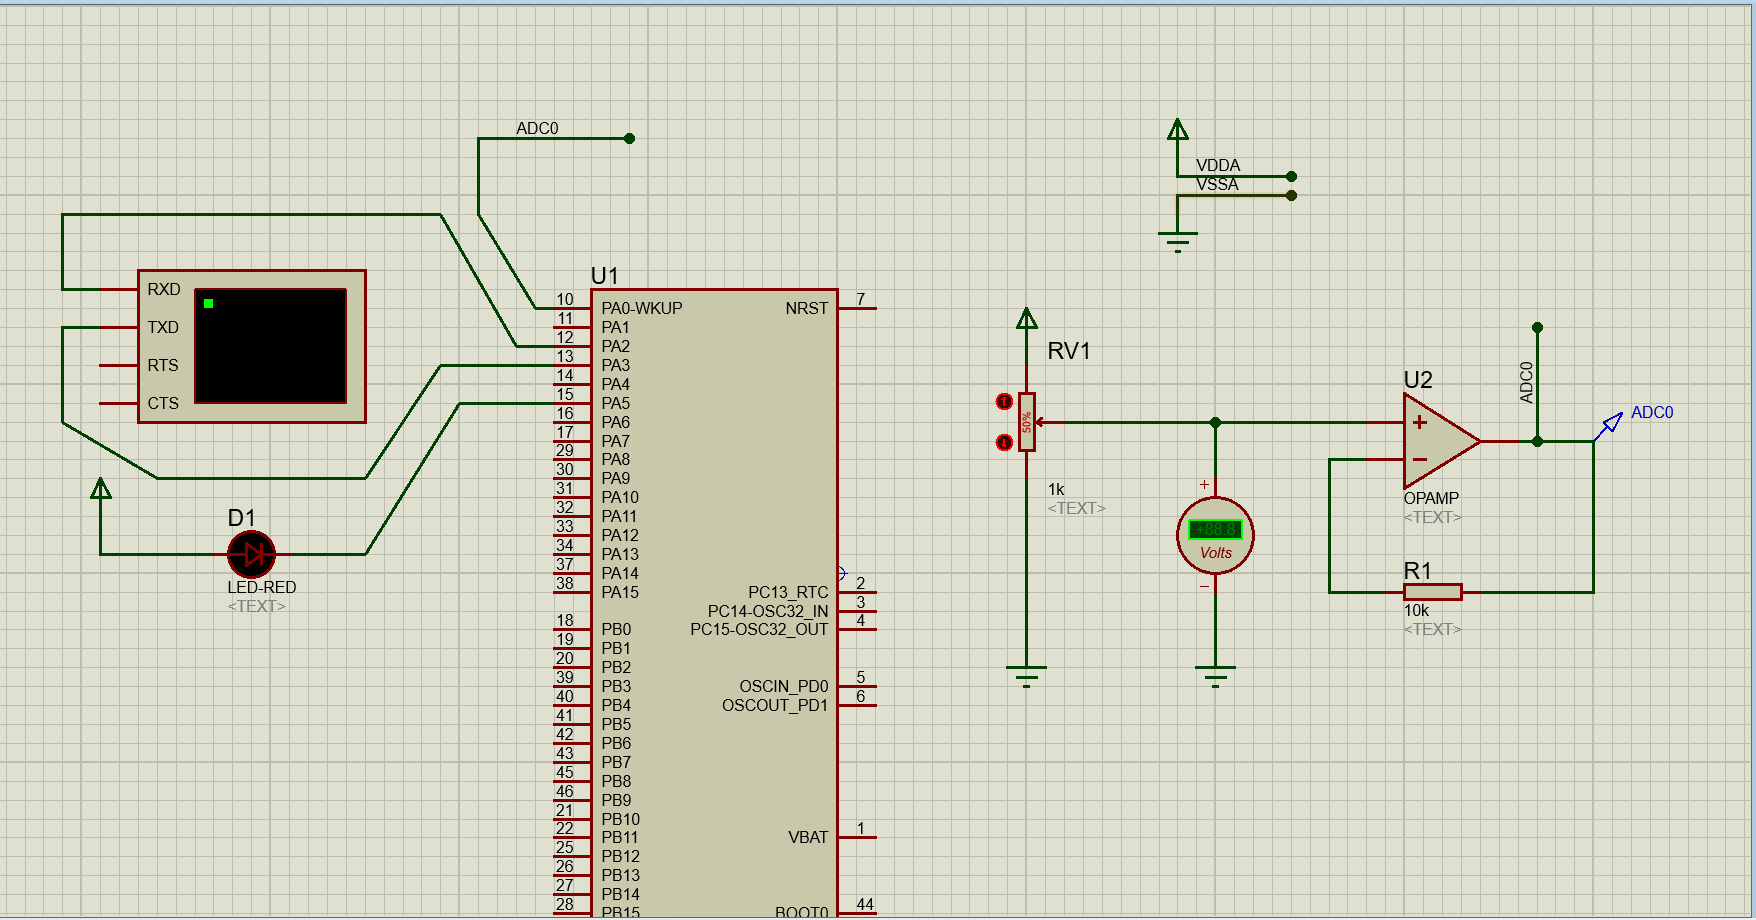 ADC0
VDDA
VSSA
RXD
TXD
RTS
CTS
D1
LED-RED
<TEXT>
U1
10 PA0-WKUP
11 PA1
12 PA2
13 PA3
14 PA4
15 PA5
16 PA6
17 PA7
29 PA8
30 PA9
31 PA10
32 PA11
33 PA12
34 PA13
37 PA14
38 PA15
18 PB0
19 PB1
20 PB2
39 PB3
40 PB4
41 PB5
42 PB6
43 PB7
45 PB8
46 PB9
21 PB10
22 PB11
25 PB12
26 PB13
27 PB14
28 PB15
NRST 7
PC13_RTC 2
PC14-OSC32_IN 3
PC15-OSC32_OUT 4
OSCIN_PD0 5
OSCOUT_PD1 6
VBAT 1
BOOT0 44
RV1
50%
1k
<TEXT>
+
+88.8
Volts
−
U2
+
−
OPAMP
<TEXT>
ADC0
ADC0
R1
10k
<TEXT>